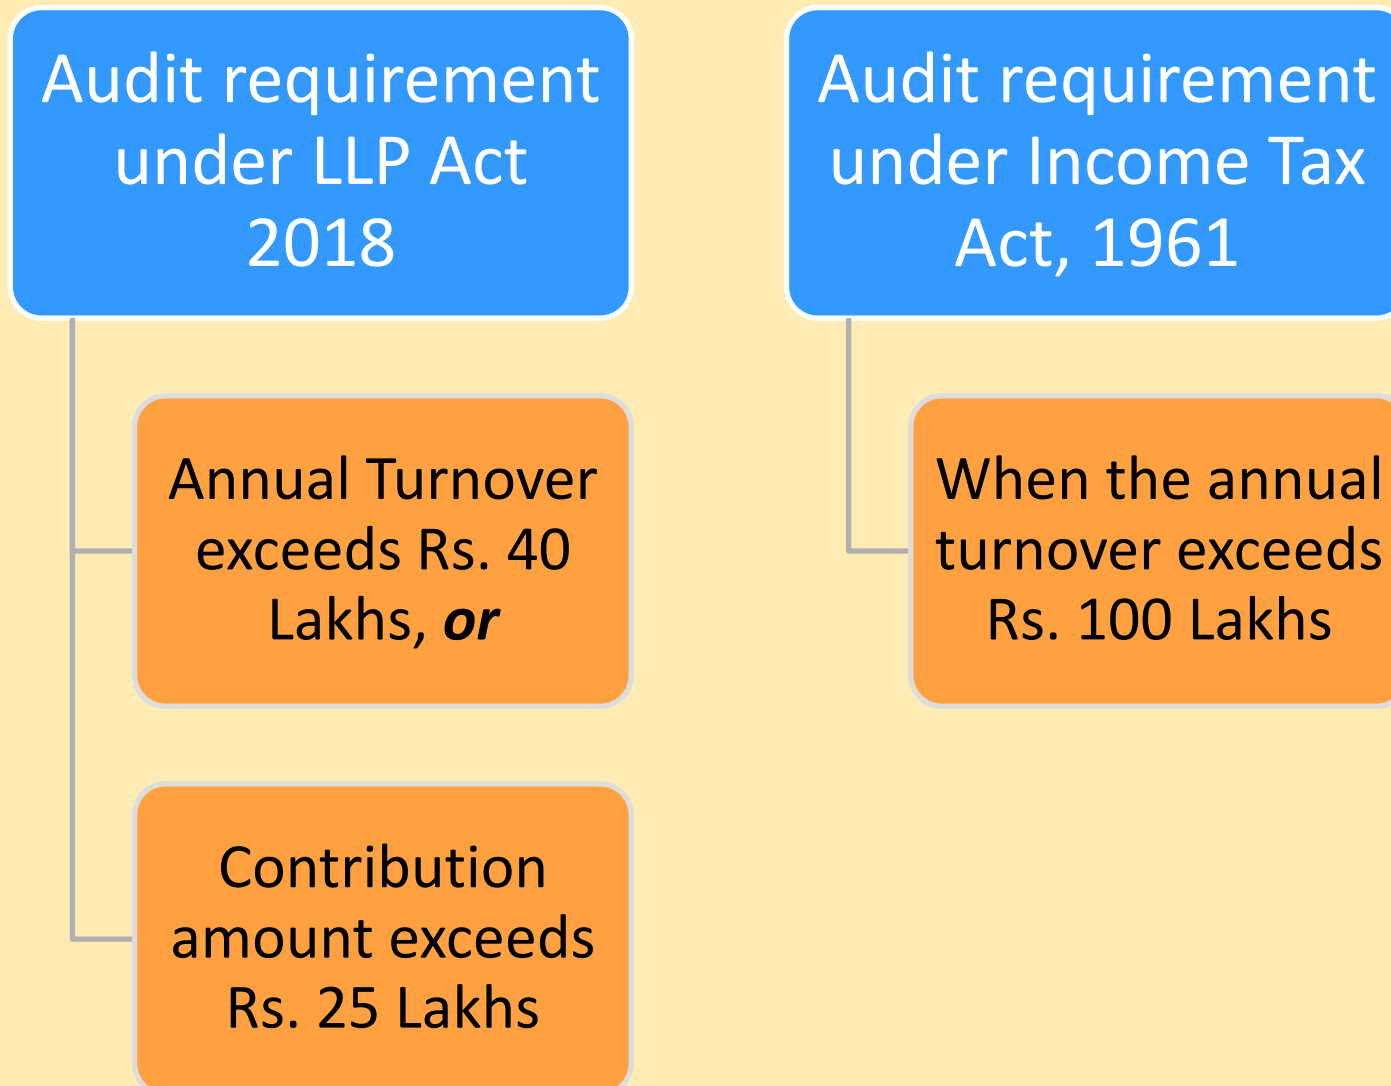 Audit requirement
under LLP Act
2018
Annual Turnover
exceeds Rs. 40
Lakhs, or
Contribution
amount exceeds
Rs. 25 Lakhs
Audit requirement
under Income Tax
Act, 1961
When the annual
turnover exceeds
Rs. 100 Lakhs